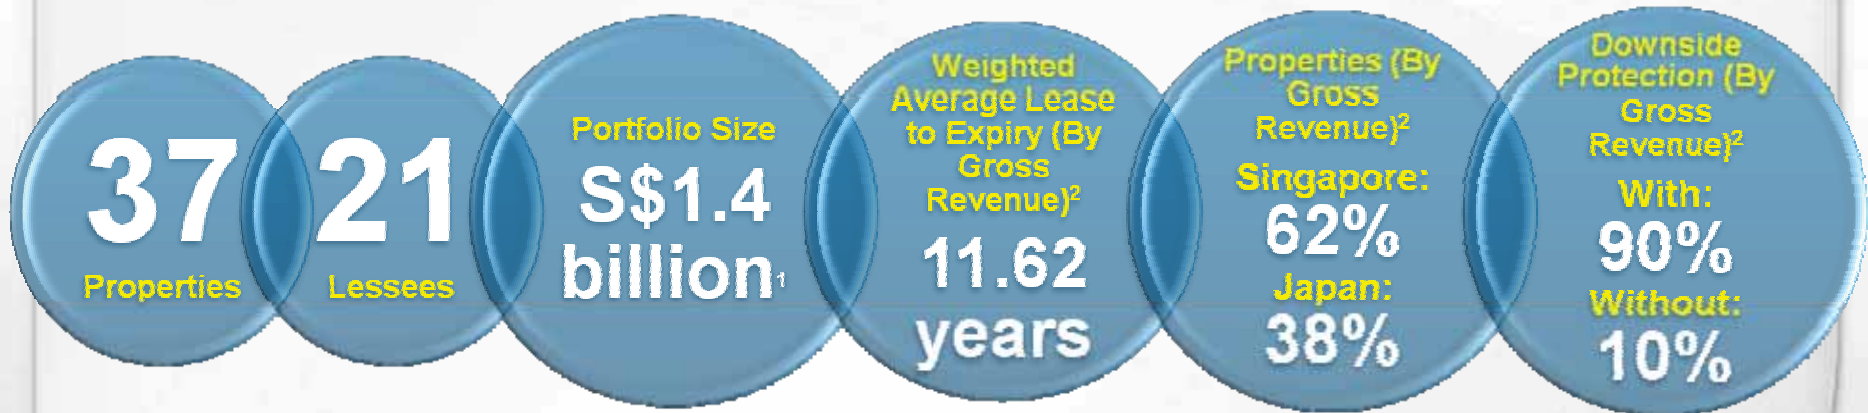 37
Properties
21
Lessees
Portfolio Size
S$1.4
billion¹
Weighted
Average Lease
to Expiry (By
Gross
Revenue)²
11.62
years
Properties (By
Gross
Revenue)²
Singapore:
62%
Japan:
38%
Downside
Protection (By
Gross
Revenue)²
With:
90%
Without:
10%